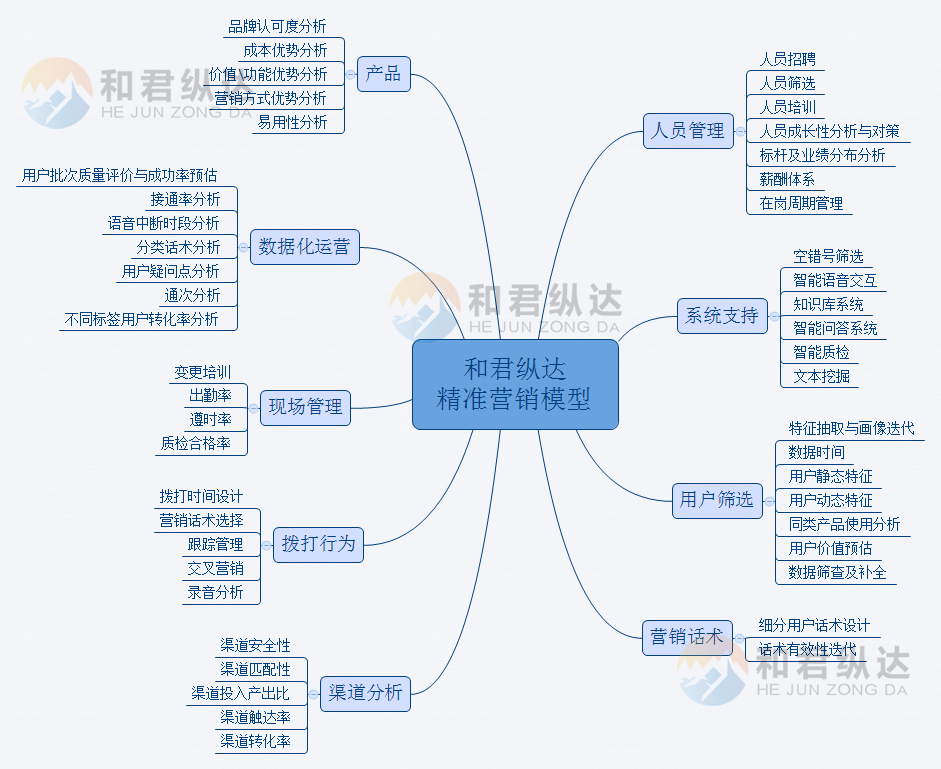 和君纵达
精准营销模型
产品
品牌认可度分析
成本优势分析
价值\功能优势分析
营销方式优势分析
易用性分析
数据化运营
用户批次质量评价与成功率预估
接通率分析
语音中断时段分析
分类话术分析
用户疑问点分析
通次分析
不同标签用户转化率分析
现场管理
变更培训
出勤率
遵时率
质检合格率
拨打行为
拨打时间设计
营销话术选择
跟踪管理
交叉营销
录音分析
渠道分析
渠道安全性
渠道匹配性
渠道投入产出比
渠道触达率
渠道转化率
人员管理
人员招聘
人员筛选
人员培训
人员成长性分析与对策
标杆及业绩分布分析
薪酬体系
在岗周期管理
系统支持
空错号筛选
智能语音交互
知识库系统
智能问答系统
智能质检
文本挖掘
用户筛选
特征抽取与画像迭代
数据时间
用户静态特征
用户动态特征
同类产品使用分析
用户价值预估
数据筛查及补全
营销话术
细分用户话术设计
话术有效性迭代
和君纵达
HE JUN ZONG DA
和君纵达
HE JUN ZONG DA
和君纵达
HE JUN ZONG DA